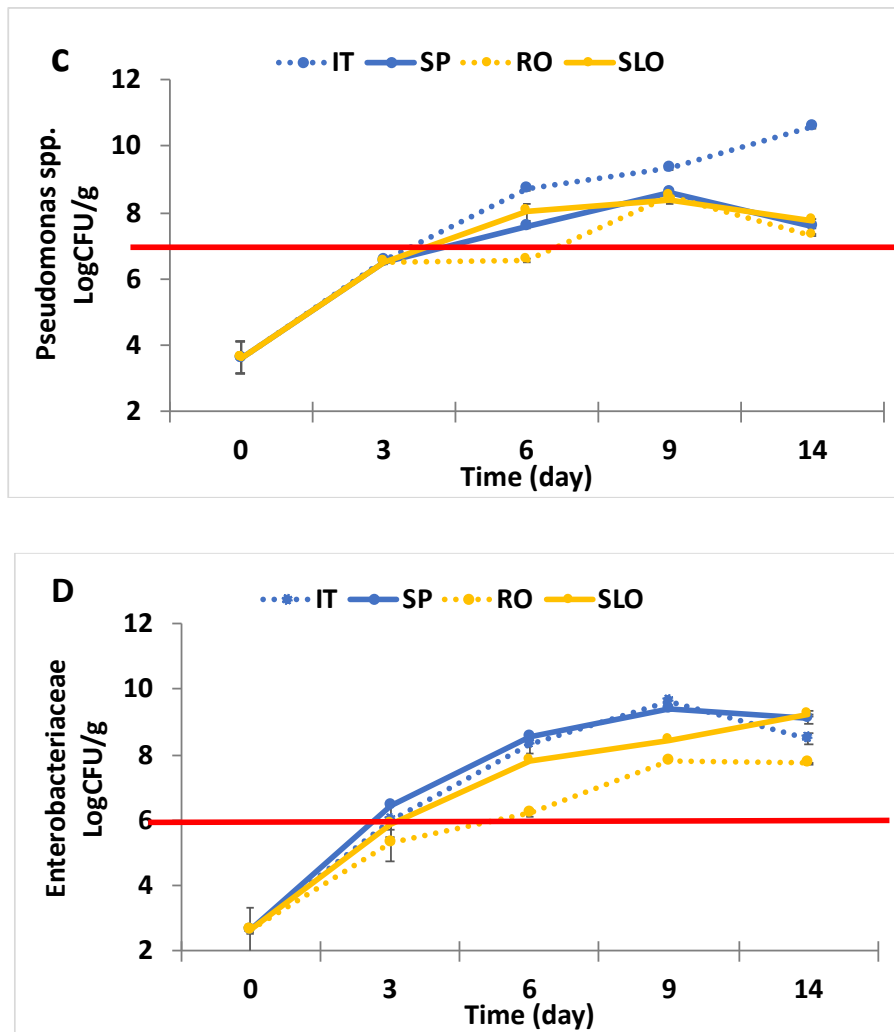 C
IT SP RO SLO
12
10
8
6
4
2
Pseudomonas spp.
LogCFU/g
0 3 6 9 14
Time (day)
D
IT SP RO SLO
12
10
8
6
4
2
Enterobacteriaceae
LogCFU/g
0 3 6 9 14
Time (day)